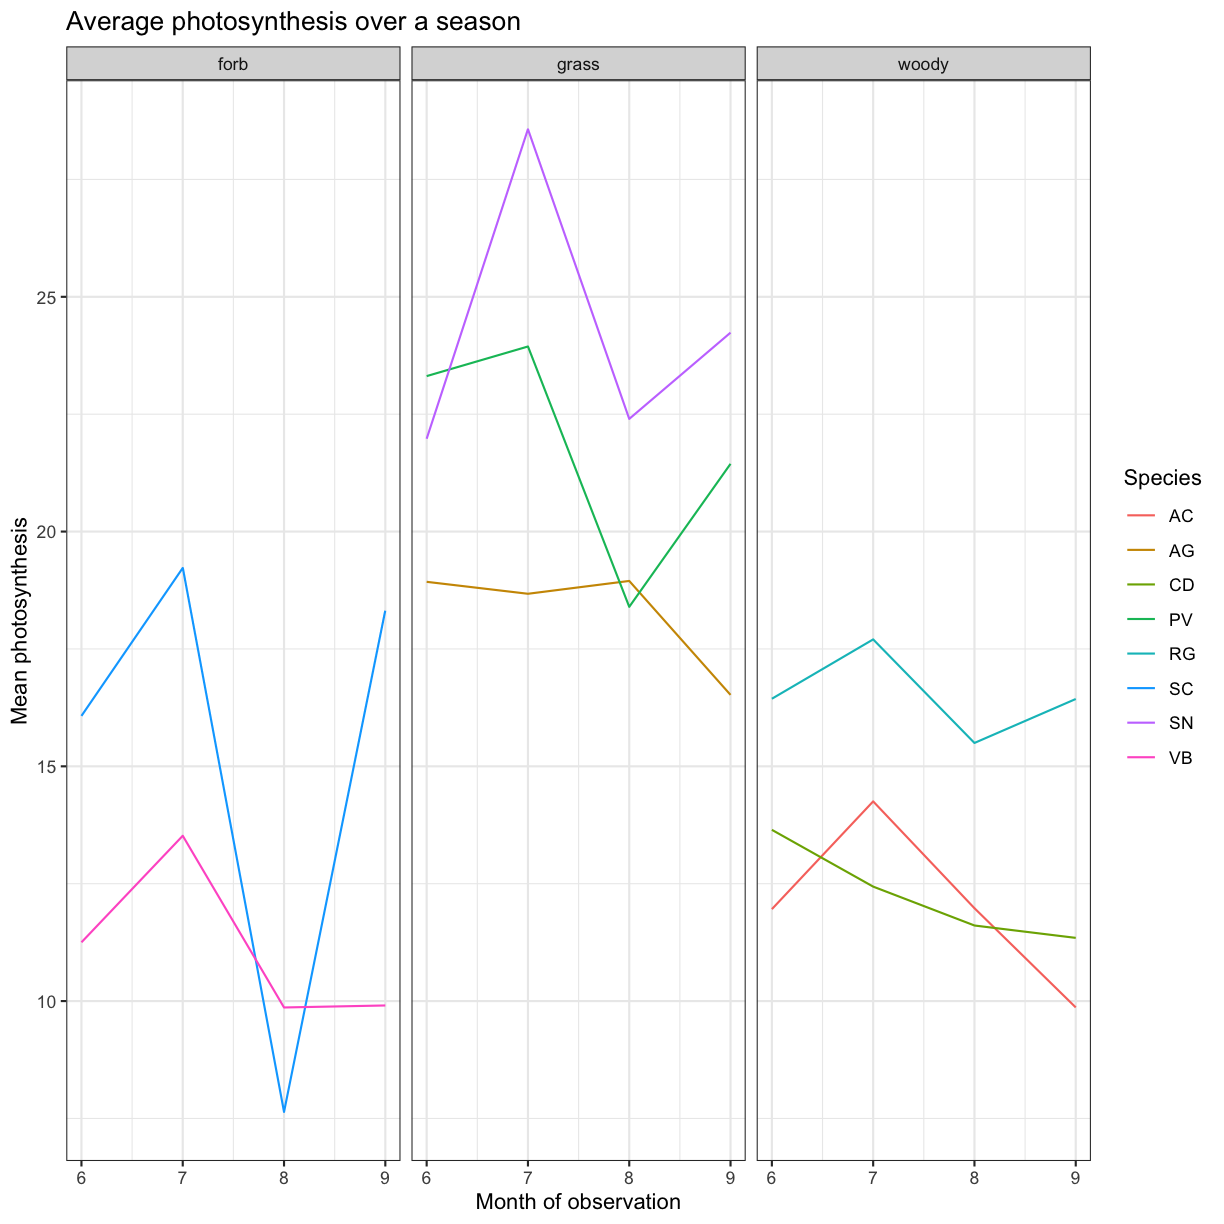 Average photosynthesis over a season
forb
grass
woody
Mean photosynthesis
25
20
15
10
6 7 8 9
6 7 8 9
6 7 8 9
Month of observation
Species
AC
AG
CD
PV
RG
SC
SN
VB